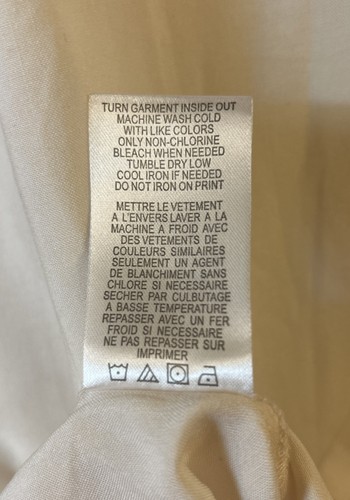 TURN GARMENT INSIDE OUT
MACHINE WASH COLD
WITH LIKE COLORS
ONLY NON-CHLORINE
BLEACH WHEN NEEDED
TUMBLE DRY LOW
COOL IRON IF NEEDED
DO NOT IRON ON PRINT
METTRE LE VETEMENT
A L'ENVERS LAVER A LA
MACHINE A FROID AVEC
DES VETEMENTS DE
COULEURS SIMILAIRES
SEULEMENT UN AGENT
DE BLANCHIMENT SANS
CHLORE SI NECESSAIRE
SECHER PAR CULBUTAGE
A BASSE TEMPERATURE
REPASSER AVEC UN FER
FROID SI NECESSAIRE
NE PAS REPASSER SUR
IMPRIMER